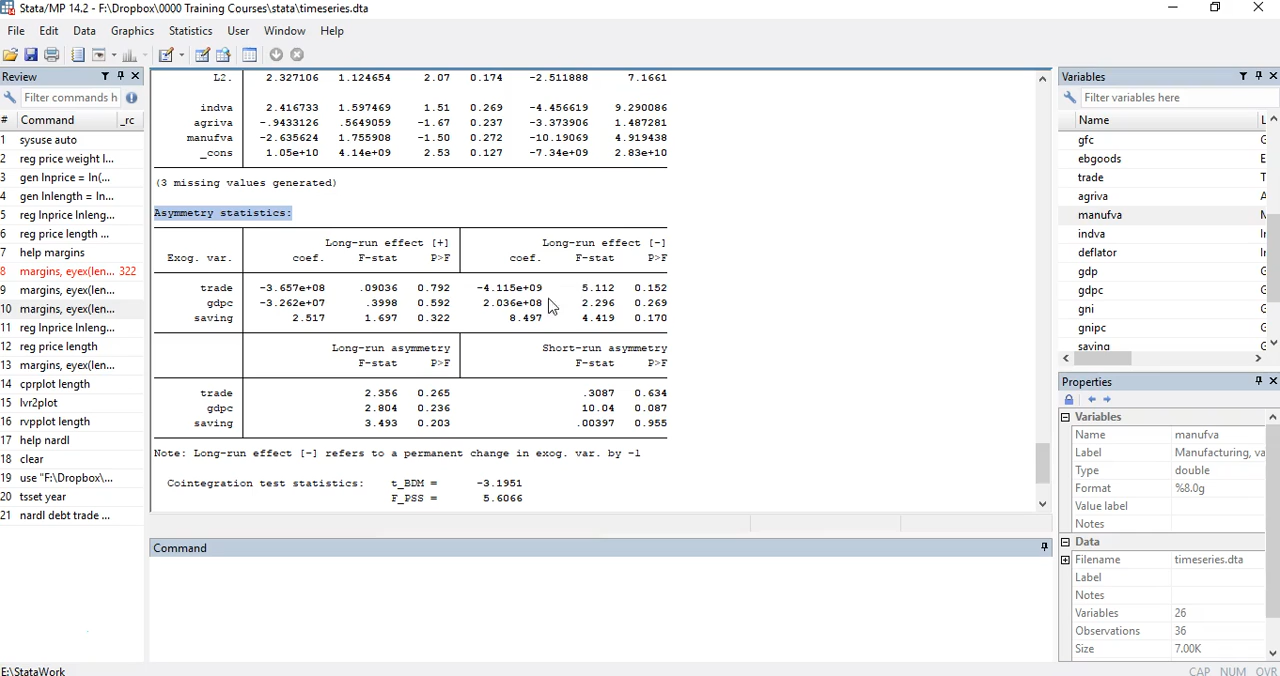 Stata/MP 14.2 - F:\Dropbox\0000 Training Courses\stata\timeseries.dta
File Edit Data Graphics Statistics User Window Help
Review
Filter commands h
# Command _rc
1 sysuse auto
2 reg price weight l...
3 gen lnprice = ln(...
4 gen lnlength = ln...
5 reg lnprice lnleng...
6 reg price length ...
7 help margins
8 margins, eyex(len... 322
9 margins, eyex(len...
10 margins, eyex(len...
11 reg lnprice lnleng...
12 reg price length
13 margins, eyex(len...
14 cprplot length
15 lvr2plot
16 rvpplot length
17 help nardl
18 clear
19 use "F:\Dropbox\...
20 tsset year
21 nardl debt trade ...
L2. 2.327106 1.124654 2.07 0.174 -2.511888 7.1661
indva 2.416733 1.597469 1.51 0.269 -4.456619 9.290086
agriva -.9433126 .5649059 -1.67 0.237 -3.373906 1.487281
manufva -2.635624 1.755908 -1.50 0.272 -10.19069 4.919438
_cons 1.05e+10 4.14e+09 2.53 0.127 -7.34e+09 2.83e+10
(3 missing values generated)
Asymmetry statistics:
Long-run effect [+] Long-run effect [-]
Exog. var. coef. F-stat P>F coef. F-stat P>F
trade -3.657e+08 .09036 0.792 -4.115e+09 5.112 0.152
gdpc -3.262e+07 .3998 0.592 2.036e+08 2.296 0.269
saving 2.517 1.697 0.322 8.497 4.419 0.170
Long-run asymmetry Short-run asymmetry
F-stat P>F F-stat P>F
trade 2.356 0.265 .3087 0.634
gdpc 2.804 0.236 10.04 0.087
saving 3.493 0.203 .00397 0.955
Note: Long-run effect [-] refers to a permanent change in exog. var. by -1
Cointegration test statistics: t_BDM = -3.1951
F_PSS = 5.6066
Command
Variables
Filter variables here
Name L
gfc G
ebgoods E
trade T
agriva A
manufva M
indva I
deflator I
gdp G
gdpc G
gni G
gnipc G
saving G
Properties
Variables
Name manufva
Label Manufacturing, va
Type double
Format %8.0g
Value label
Notes
Data
Filename timeseries.dta
Label
Notes
Variables 26
Observations 36
Size 7.00K
E:\StataWork
CAP NUM OVR